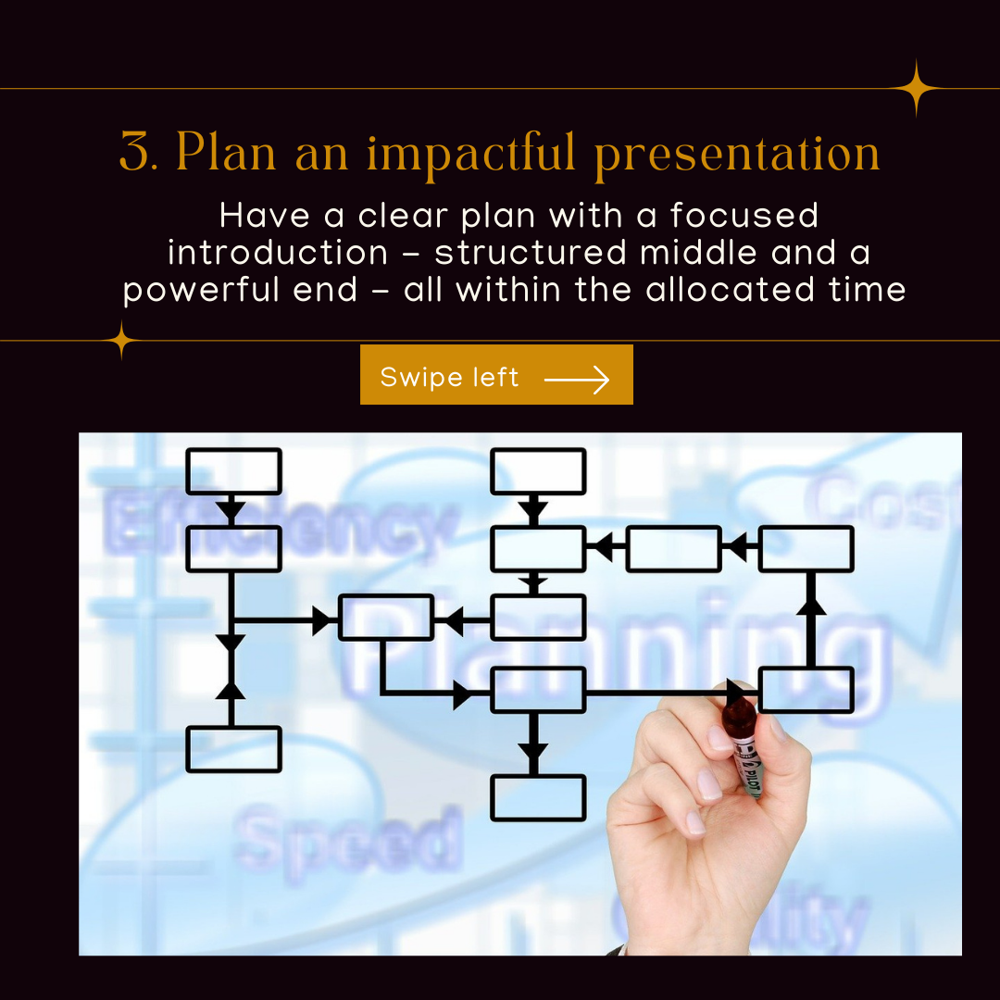 3. Plan an impactful presentation
Have a clear plan with a focused
introduction – structured middle and a
powerful end – all within the allocated time
Swipe left
Efficiency
Cost
Planning
Speed
PILOT